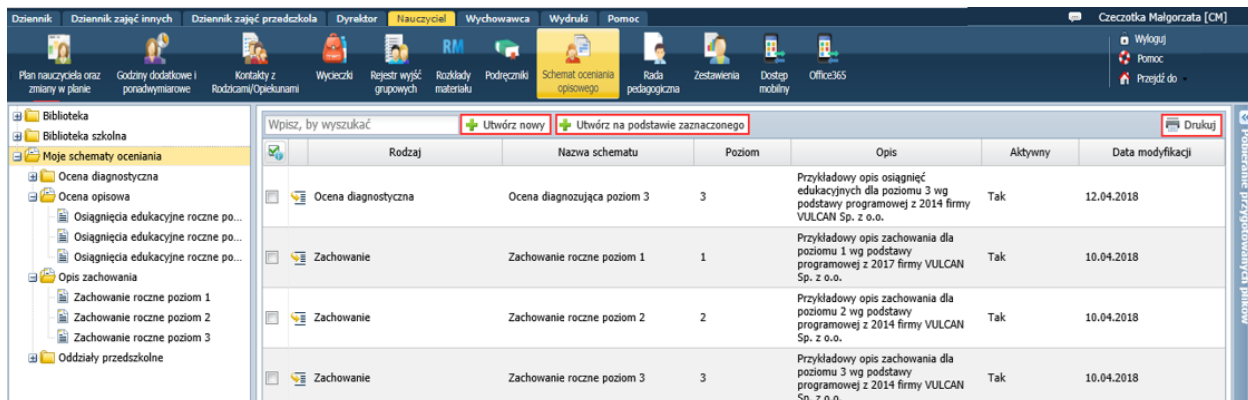 Dziennik Dziennik zajęć innych Dziennik zajęć przedszkola Dyrektor Nauczyciel Wychowawca Wydruki Pomoc Czeczotka Małgorzata [CM]
Plan nauczyciela oraz zmiany w planie
Godziny dodatkowe i ponadwymiarowe
Kontakty z Rodzicami/Opiekunami
Wycieczki
Rejestr wyjść grupowych
RM
Rozkłady materiału
Podręczniki
Schemat oceniania opisowego
Rada pedagogiczna
Zestawienia
Dostęp mobilny
Office365
Wyloguj
Pomoc
Przejdź do
Biblioteka
Biblioteka szkolna
Moje schematy oceniania
Ocena diagnostyczna
Ocena opisowa
Osiągnięcia edukacyjne roczne po...
Osiągnięcia edukacyjne roczne po...
Osiągnięcia edukacyjne roczne po...
Opis zachowania
Zachowanie roczne poziom 1
Zachowanie roczne poziom 2
Zachowanie roczne poziom 3
Oddziały przedszkolne
Wpisz, by wyszukać Utwórz nowy Utwórz na podstawie zaznaczonego Drukuj
Rodzaj Nazwa schematu Poziom Opis Aktywny Data modyfikacji
Ocena diagnostyczna Ocena diagnozująca poziom 3 3
Przykładowy opis osiągnięć
edukacyjnych dla poziomu 3 wg
podstawy programowej z 2014 firmy
VULCAN Sp. z o.o.
Tak 12.04.2018
Zachowanie Zachowanie roczne poziom 1 1
Przykładowy opis zachowania dla
poziomu 1 wg podstawy
programowej z 2017 firmy VULCAN
Sp. z o.o.
Tak 10.04.2018
Zachowanie Zachowanie roczne poziom 2 2
Przykładowy opis zachowania dla
poziomu 2 wg podstawy
programowej z 2014 firmy VULCAN
Sp. z o.o.
Tak 10.04.2018
Zachowanie Zachowanie roczne poziom 3 3
Przykładowy opis zachowania dla
poziomu 3 wg podstawy
programowej z 2014 firmy VULCAN
Sp. z o.o.
Tak 10.04.2018
Pobieranie przygotowanych plików